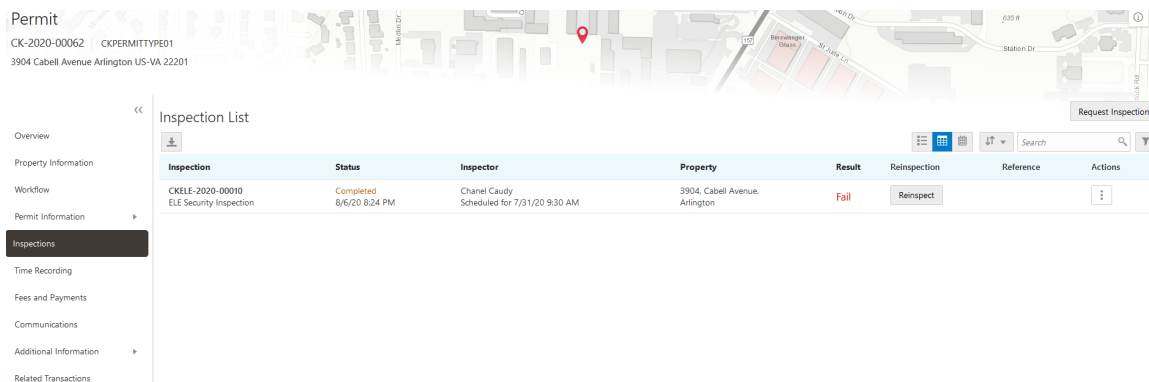 Permit
CK-2020-00062 CKPERMITTYPE01
3904 Cabell Avenue Arlington US-VA 22201
157
Station Dr
Inspection List
Request Inspection
Search
Inspection Status Inspector Property Result Reinspection Reference Actions
CKELE-2020-00010 Completed Chanel Caudy 3904, Cabell Avenue, Fail Reinspect
ELE Security Inspection 8/6/20 8:24 PM Scheduled for 7/31/20 9:30 AM Arlington
Overview
Property Information
Workflow
Permit Information
Inspections
Time Recording
Fees and Payments
Communications
Additional Information
Related Transactions